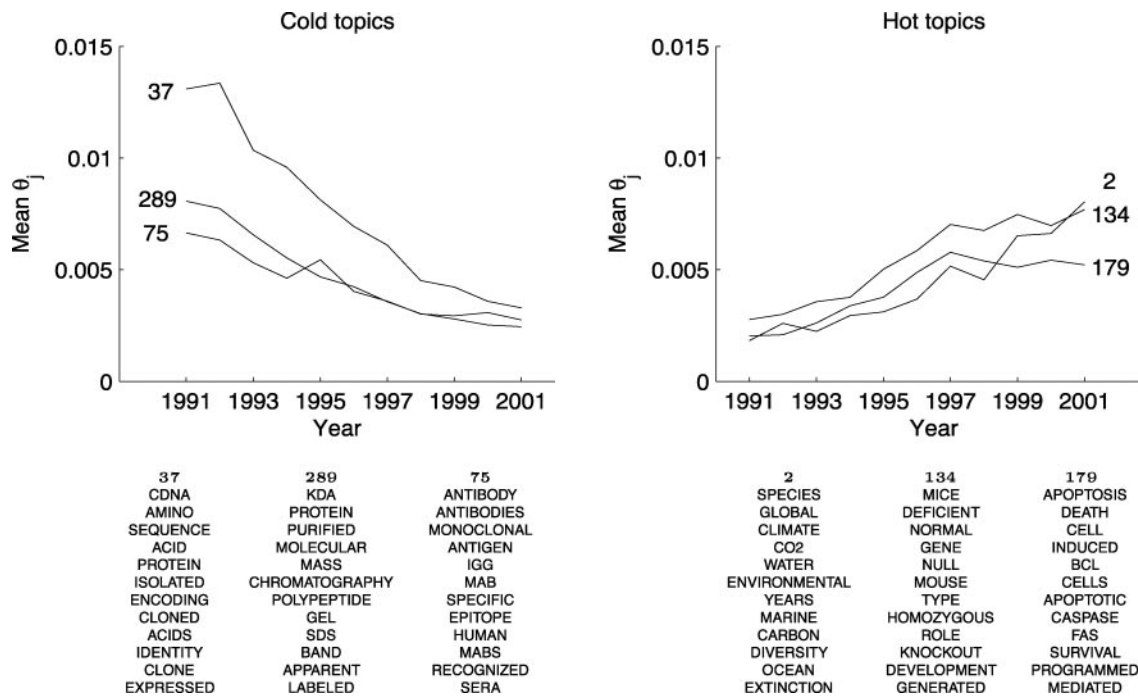 Cold topics
0.015
0.01
0.005
0
Mean θj
37
289
75
1991 1993 1995 1997 1999 2001
Year
37 289 75
CDNA KDA ANTIBODY
AMINO PROTEIN ANTIBODIES
SEQUENCE PURIFIED MONOCLONAL
ACID MOLECULAR ANTIGEN
PROTEIN MASS IGG
ISOLATED CHROMATOGRAPHY MAB
ENCODING POLYPEPTIDE SPECIFIC
CLONED GEL EPITOPE
ACIDS SDS HUMAN
IDENTITY BAND MABS
CLONE APPARENT RECOGNIZED
EXPRESSED LABELED SERA
Hot topics
0.015
0.01
0.005
0
Mean θj
2
134
179
1991 1993 1995 1997 1999 2001
Year
2 134 179
SPECIES MICE APOPTOSIS
GLOBAL DEFICIENT DEATH
CLIMATE NORMAL CELL
CO2 GENE INDUCED
WATER NULL BCL
ENVIRONMENTAL MOUSE CELLS
YEARS TYPE APOPTOTIC
MARINE HOMOZYGOUS CASPASE
CARBON ROLE FAS
DIVERSITY KNOCKOUT SURVIVAL
OCEAN DEVELOPMENT PROGRAMMED
EXTINCTION GENERATED MEDIATED